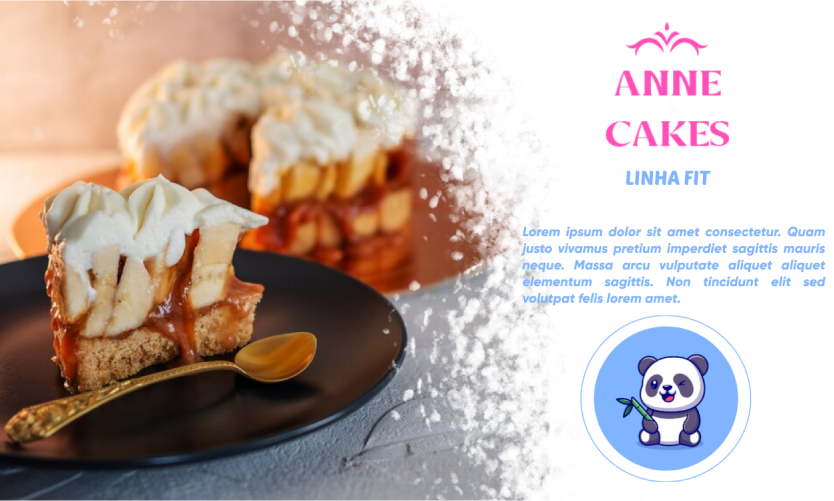 ANNE
CAKES
LINHA FIT
Lorem ipsum dolor sit amet consectetur. Quam
justo vivamus pretium imperdiet sagittis mauris
neque. Massa arcu vulputate aliquet aliquet
elementum sagittis. Non tincidunt elit sed
volutpat felis lorem amet.